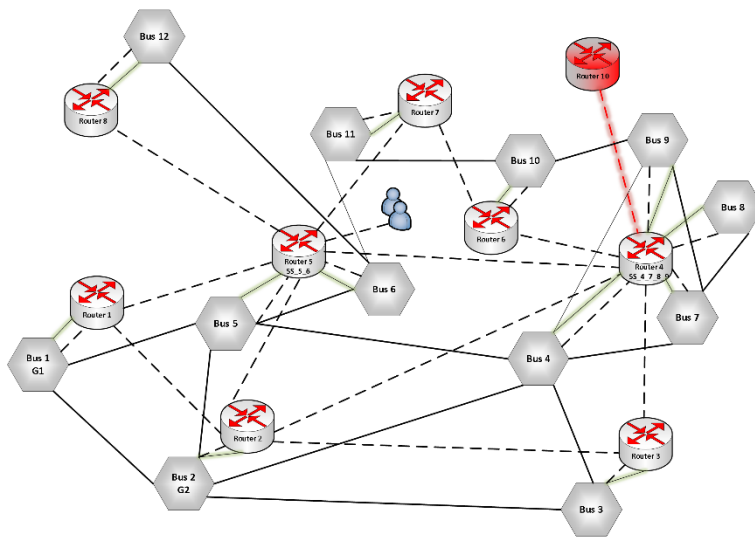 Bus 12
Router 10
Router 8
Router 7
Bus 11
Bus 10
Bus 9
Bus 8
Router 6
Router 5
SS_5_6
Router 4
SS_4_7_8_9
Bus 6
Router 1
Bus 5
Bus 7
Bus 1
G1
Bus 4
Router 2
Router 3
Bus 2
G2
Bus 3